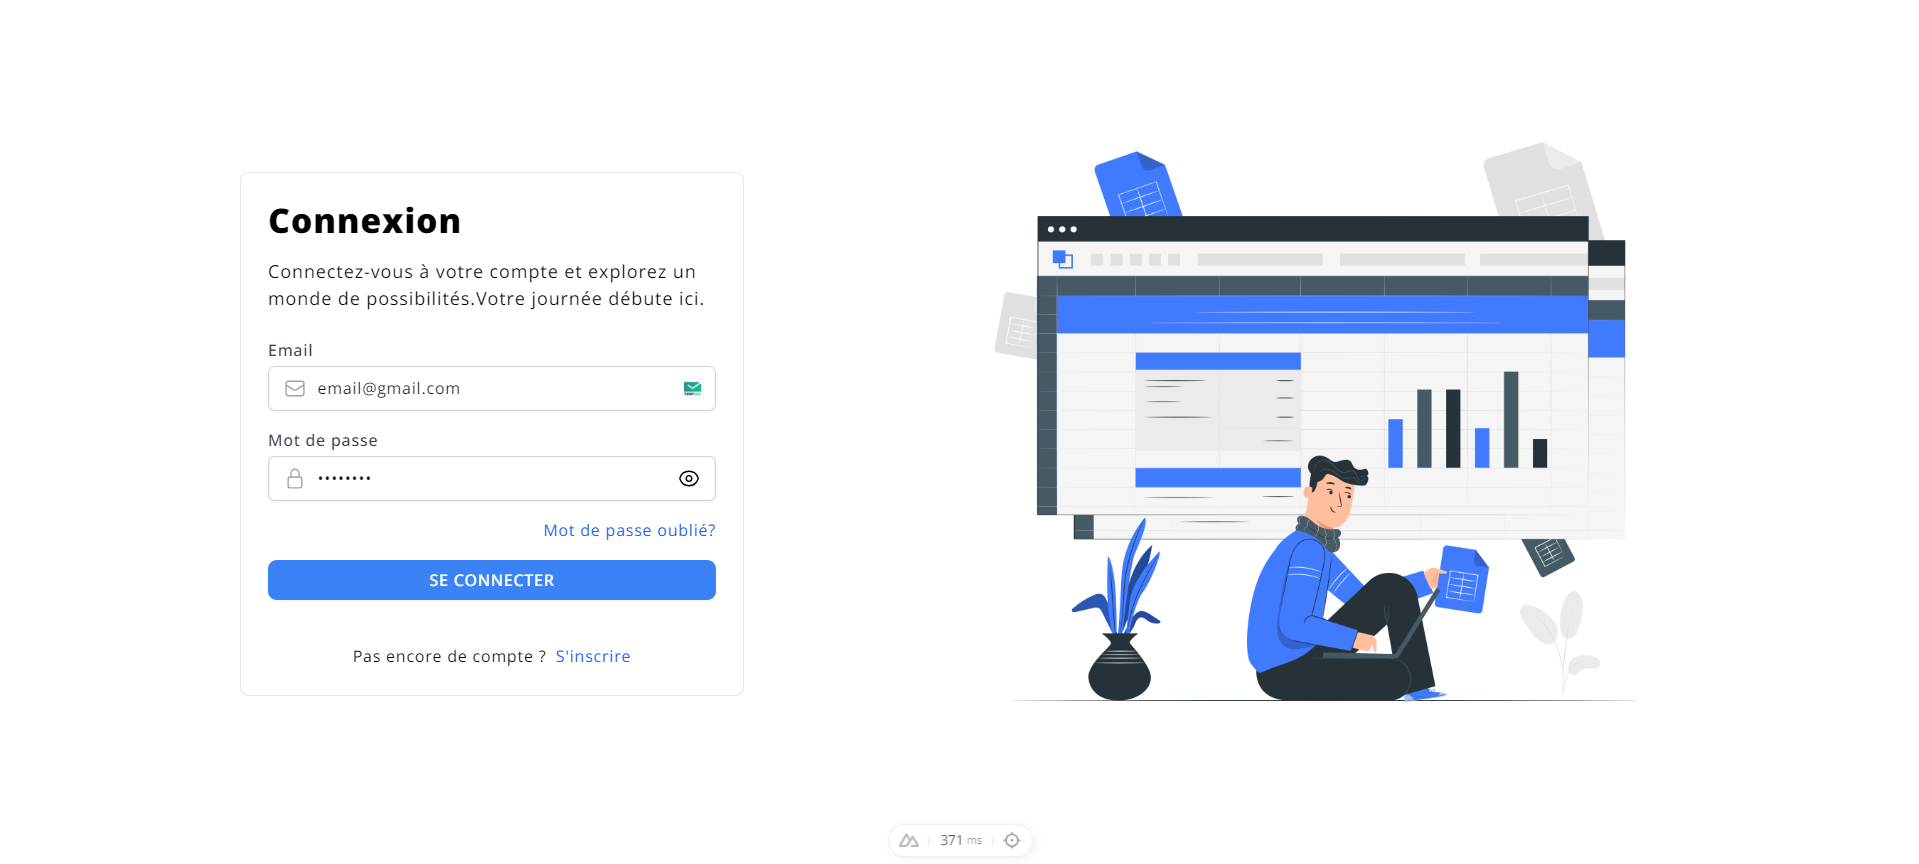 Connexion
Connectez-vous à votre compte et explorez un
monde de possibilités.Votre journée débute ici.
Email
email@gmail.com
Mot de passe
••••••••
Mot de passe oublié?
SE CONNECTER
Pas encore de compte ? S'inscrire
371 ms